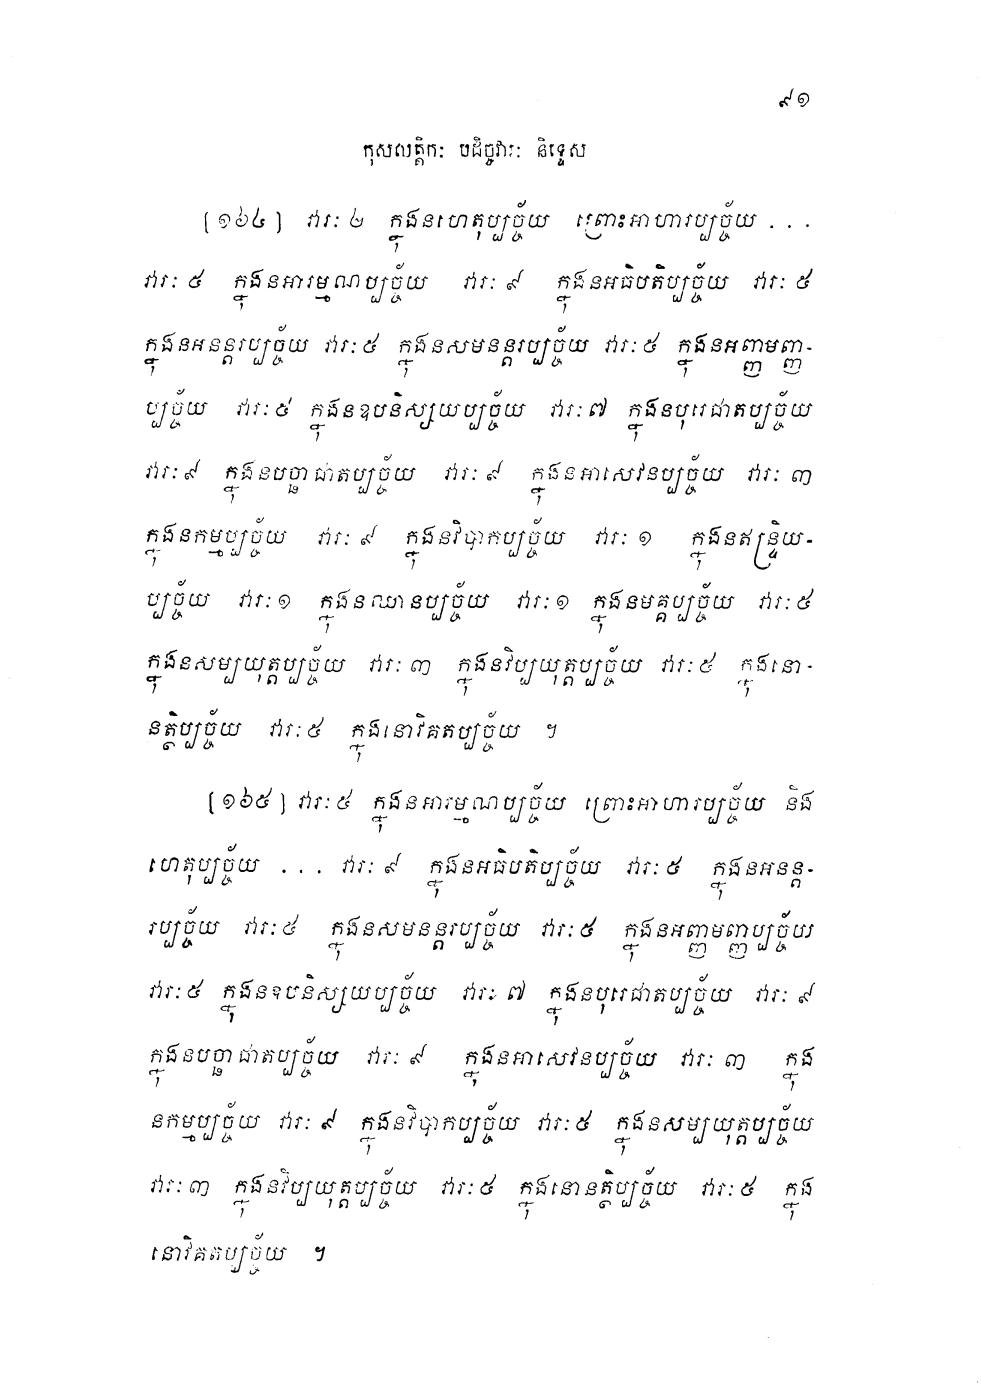 ៩១
កុសលត្តិកៈ បដិច្ចវារៈ និទ្ទេស
[១៦៤] វារៈ ២ ក្នុងនហេតុប្បច្ច័យ ព្រោះអាហារប្បច្ច័យ . . .
វារៈ ៥ ក្នុងនអារម្មណប្បច្ច័យ វារៈ ៩ ក្នុងនអធិបតិប្បច្ច័យ វារៈ ៥
ក្នុងនអនន្តរប្បច្ច័យ វារៈ ៥ ក្នុងនសមនន្តរប្បច្ច័យ វារៈ ៥ ក្នុងនអញ្ញាមញ្ញ-
ប្បច្ច័យ វារៈ ៥ ក្នុងនឧបនិស្សយប្បច្ច័យ វារៈ ៧ ក្នុងនបុរេជាតប្បច្ច័យ
វារៈ ៩ ក្នុងនបច្ឆាជាតប្បច្ច័យ វារៈ ៩ ក្នុងនអាសេវនប្បច្ច័យ វារៈ ៣
ក្នុងនកម្មប្បច្ច័យ វារៈ ៩ ក្នុងនវិបាកប្បច្ច័យ វារៈ ១ ក្នុងនឥន្ទ្រិយ-
ប្បច្ច័យ វារៈ ១ ក្នុងនឈានប្បច្ច័យ វារៈ ១ ក្នុងនមគ្គប្បច្ច័យ វារៈ ៥
ក្នុងនសម្បយុត្តប្បច្ច័យ វារៈ ៣ ក្នុងនវិប្បយុត្តប្បច្ច័យ វារៈ ៥ ក្នុងនោ-
នត្ថិប្បច្ច័យ វារៈ ៥ ក្នុងនោវិគតប្បច្ច័យ ។
[១៦៥] វារៈ ៥ ក្នុងនអារម្មណប្បច្ច័យ ព្រោះអាហារប្បច្ច័យ និង
ហេតុប្បច្ច័យ . . . វារៈ ៩ ក្នុងនអធិបតិប្បច្ច័យ វារៈ ៥ ក្នុងនអនន្ត-
រប្បច្ច័យ វារៈ ៥ ក្នុងនសមនន្តរប្បច្ច័យ វារៈ ៥ ក្នុងនអញ្ញាមញ្ញប្បច្ច័យ
វារៈ ៥ ក្នុងនឧបនិស្សយប្បច្ច័យ វារៈ ៧ ក្នុងនបុរេជាតប្បច្ច័យ វារៈ ៩
ក្នុងនបច្ឆាជាតប្បច្ច័យ វារៈ ៩ ក្នុងនអាសេវនប្បច្ច័យ វារៈ ៣ ក្នុង
នកម្មប្បច្ច័យ វារៈ ៩ ក្នុងនវិបាកប្បច្ច័យ វារៈ ៥ ក្នុងនសម្បយុត្តប្បច្ច័យ
វារៈ ៣ ក្នុងនវិប្បយុត្តប្បច្ច័យ វារៈ ៥ ក្នុងនោនត្ថិប្បច្ច័យ វារៈ ៥ ក្នុង
នោវិគតប្បច្ច័យ ។